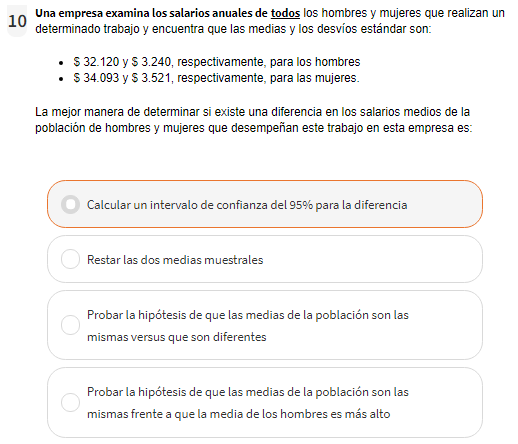 10
Una empresa examina los salarios anuales de todos los hombres y mujeres que realizan un
determinado trabajo y encuentra que las medias y los desvíos estándar son:
• $ 32.120 y $ 3.240, respectivamente, para los hombres
• $ 34.093 y $ 3.521, respectivamente, para las mujeres.
La mejor manera de determinar si existe una diferencia en los salarios medios de la
población de hombres y mujeres que desempeñan este trabajo en esta empresa es:
Calcular un intervalo de confianza del 95% para la diferencia
Restar las dos medias muestrales
Probar la hipótesis de que las medias de la población son las
mismas versus que son diferentes
Probar la hipótesis de que las medias de la población son las
mismas frente a que la media de los hombres es más alto